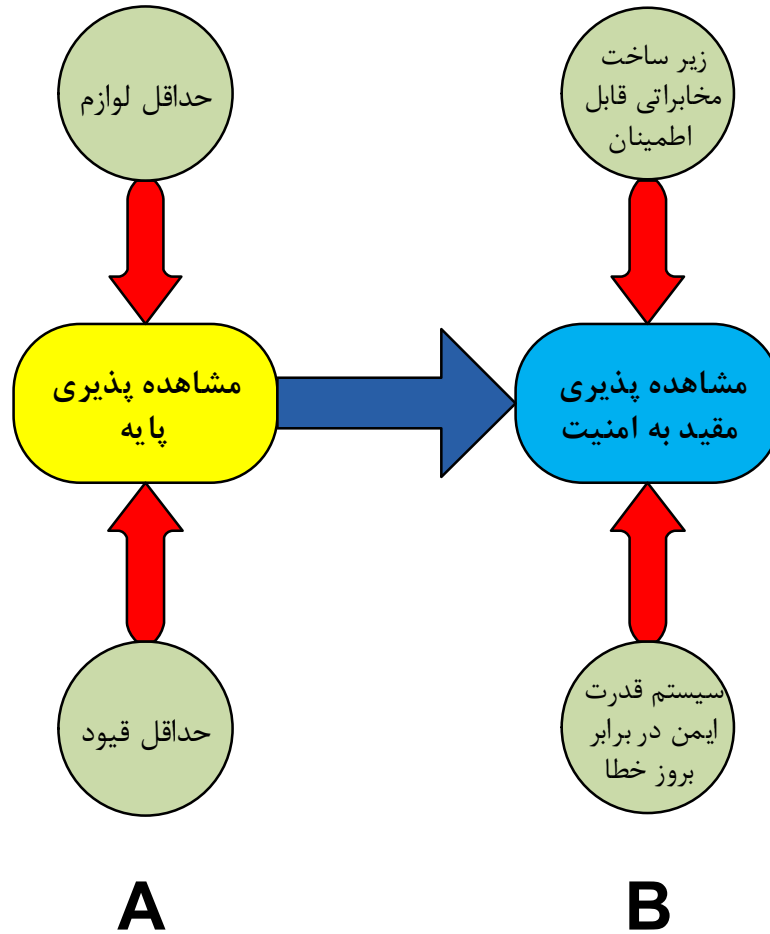 حداقل لوازم
زیر ساخت
مخابراتی قابل
اطمینان
مشاهده پذیری
پایه
مشاهده پذیری
مقید به امنیت
حداقل قیود
سیستم قدرت
ایمن در برابر
بروز خطا
A
B